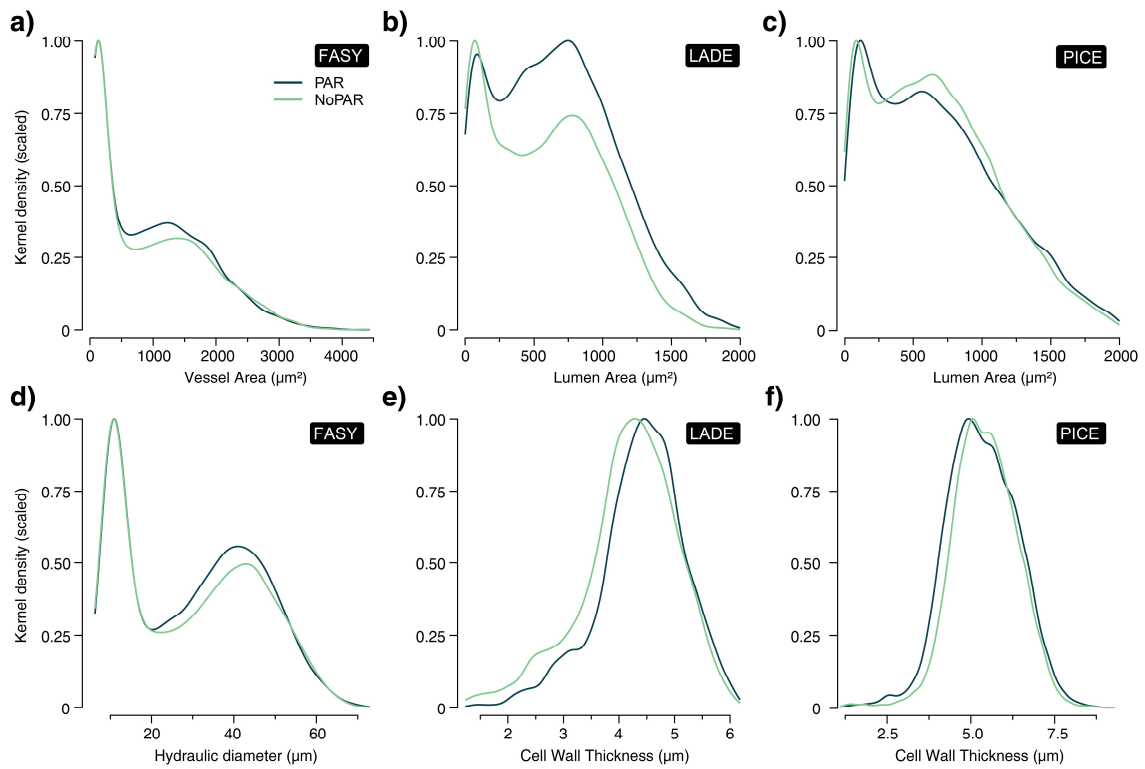 a)
FASY
PAR
NoPAR
1.00
0.75
0.50
0.25
0
Kernel density (scaled)
0 1000 2000 3000 4000
Vessel Area (µm²)
b)
LADE
1.00
0.75
0.50
0.25
0
0 500 1000 1500 2000
Lumen Area (µm²)
c)
PICE
1.00
0.75
0.50
0.25
0
0 500 1000 1500 2000
Lumen Area (µm²)
d)
FASY
1.00
0.75
0.50
0.25
0
Kernel density (scaled)
20 40 60
Hydraulic diameter (µm)
e)
LADE
1.00
0.75
0.50
0.25
0
2 3 4 5 6
Cell Wall Thickness (µm)
f)
PICE
1.00
0.75
0.50
0.25
0
2.5 5.0 7.5
Cell Wall Thickness (µm)